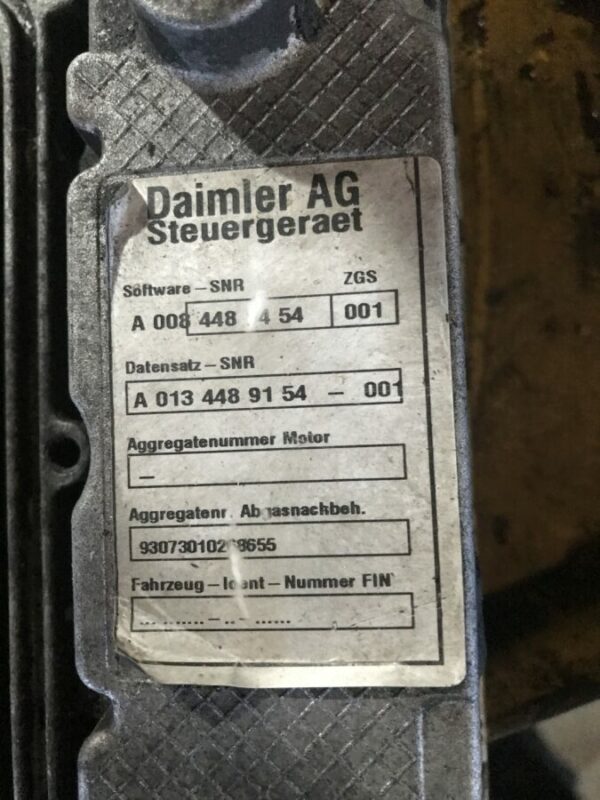 Daimler AG
Steuergeraet
Software – SNR ZGS
A 008 448 4 54 001
Datensatz – SNR
A 013 448 91 54 – 001
Aggregatenummer Motor
–
Aggregatenr. Abgasnachbeh.
Fahrzeug – Ident – Nummer FIN